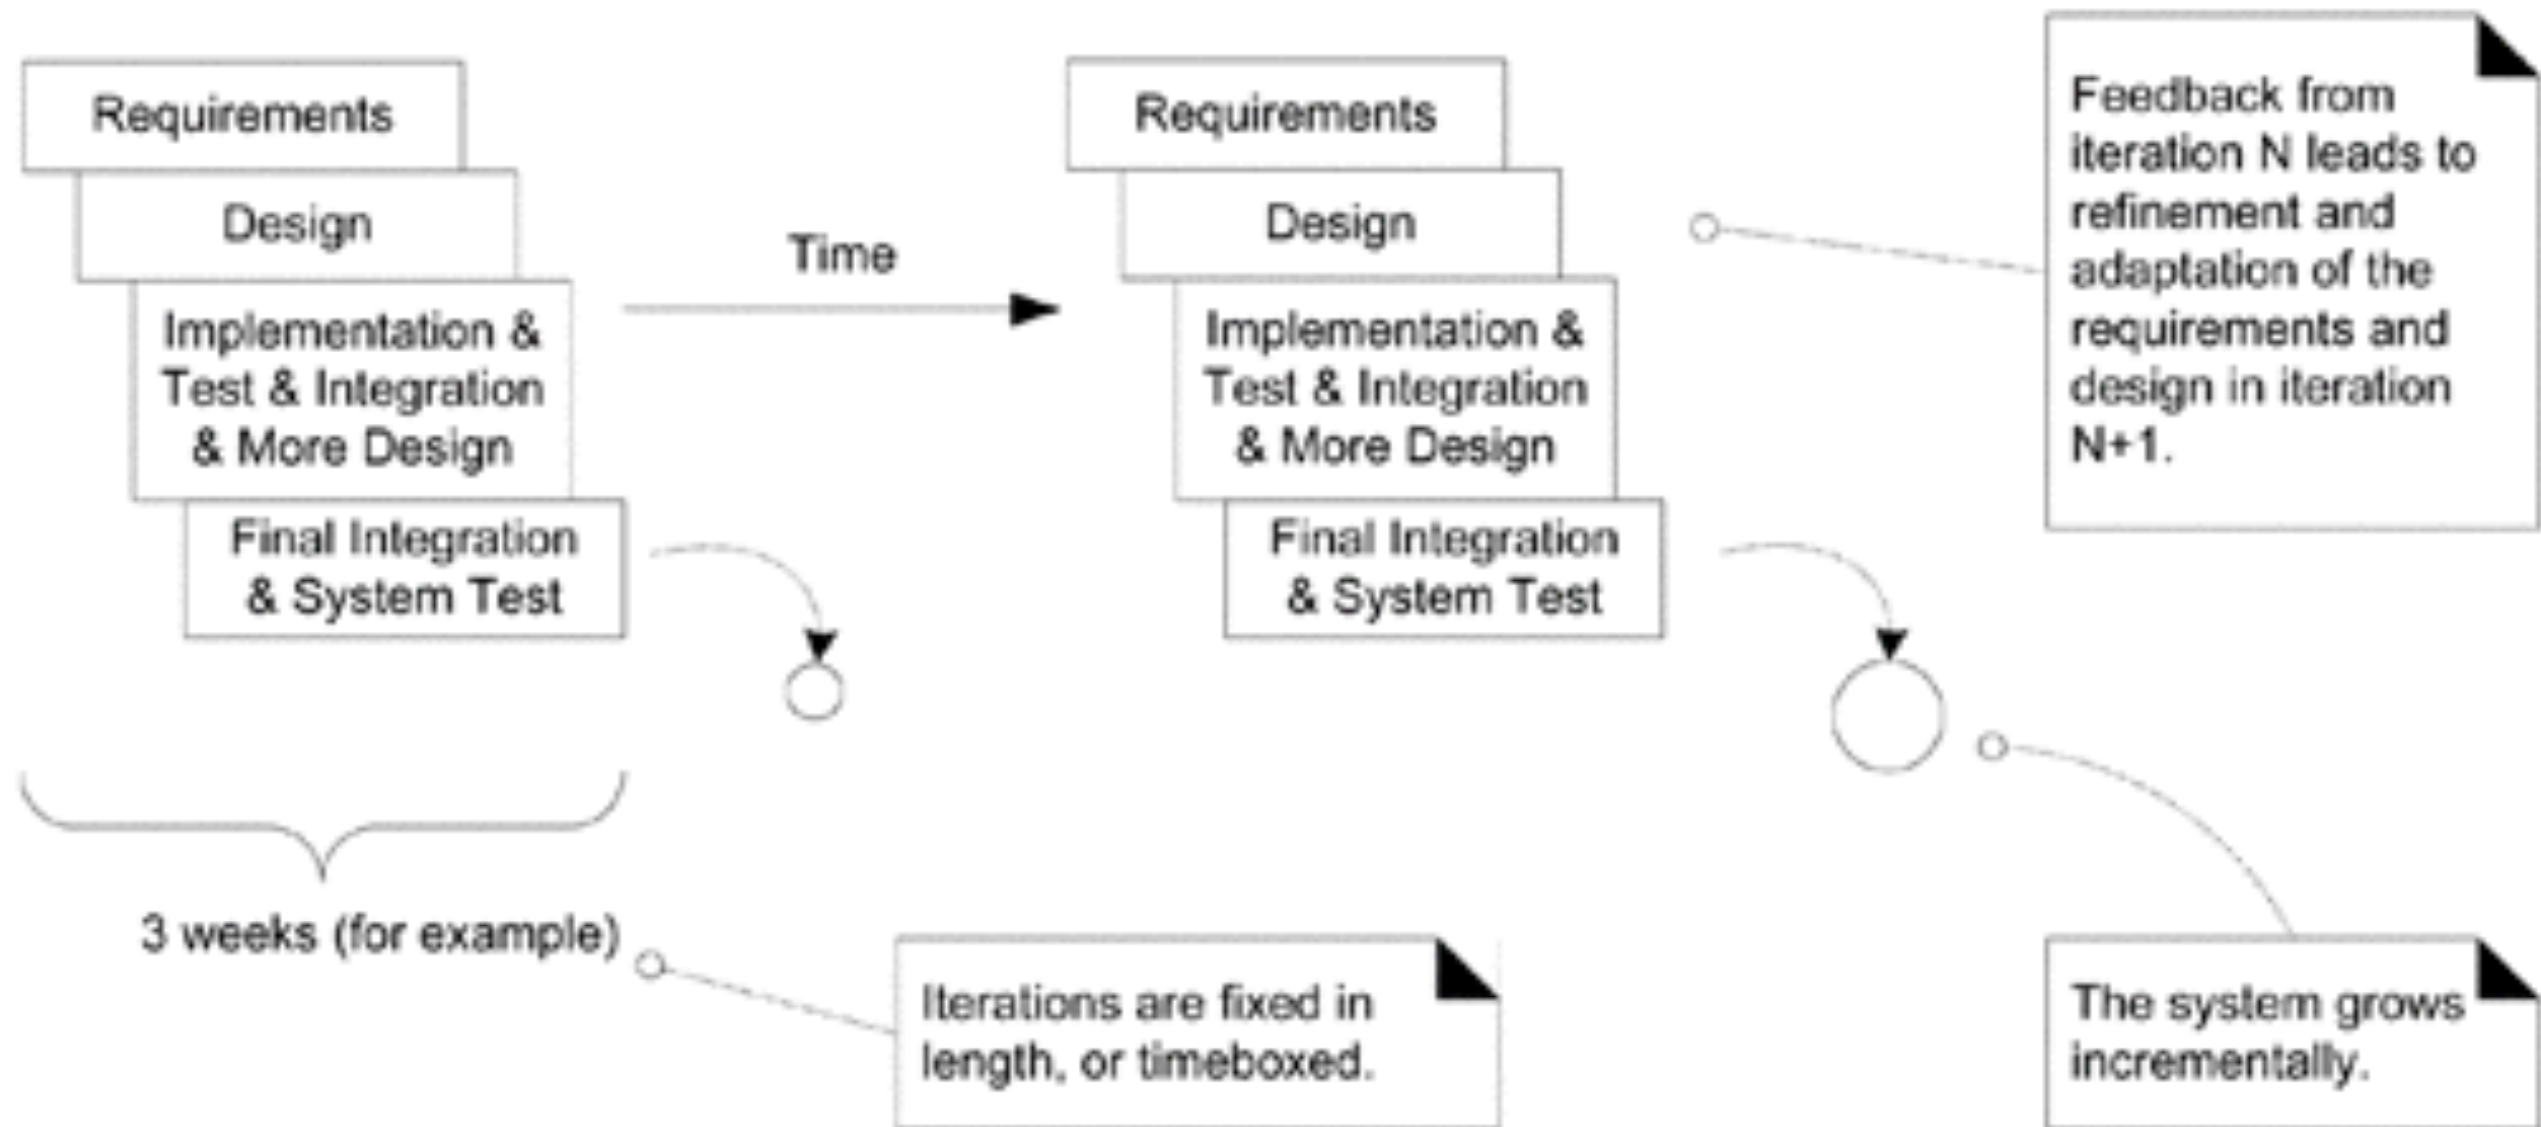 Requirements
Design
Implementation &
Test & Integration
& More Design
Final Integration
& System Test
Time
Requirements
Design
Implementation &
Test & Integration
& More Design
Final Integration
& System Test
Feedback from
iteration N leads to
refinement and
adaptation of the
requirements and
design in iteration
N+1.
3 weeks (for example)
Iterations are fixed in
length, or timeboxed.
The system grows
incrementally.